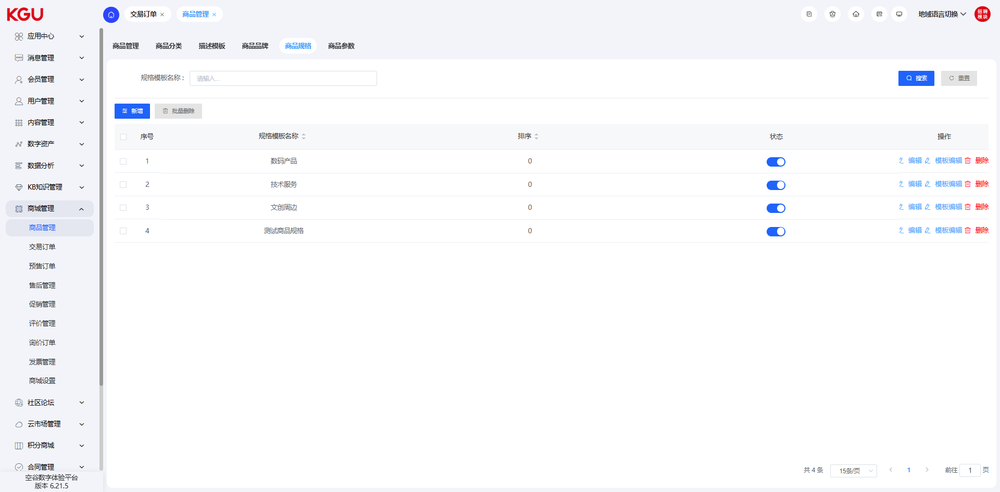 KGU
交易订单
商品管理
地域语言切换
招聘
模块
应用中心
消息管理
会员管理
用户管理
内容管理
数字资产
数据分析
KB知识管理
商城管理
商品管理
交易订单
预售订单
售后管理
促销管理
评价管理
询价订单
发票管理
商城设置
社区论坛
云市场管理
积分商城
合同管理
空谷数字体验平台
版本 6.21.5
商品管理 商品分类 描述模板 商品品牌 商品规格 商品参数
规格模板名称： 请输入... 搜索 重置
新增 批量删除
序号 规格模板名称 排序 状态 操作
1 数码产品 0 编辑 模板编辑 删除
2 技术服务 0 编辑 模板编辑 删除
3 文创周边 0 编辑 模板编辑 删除
4 测试商品规格 0 编辑 模板编辑 删除
共 4 条 15条/页 1 前往 1 页